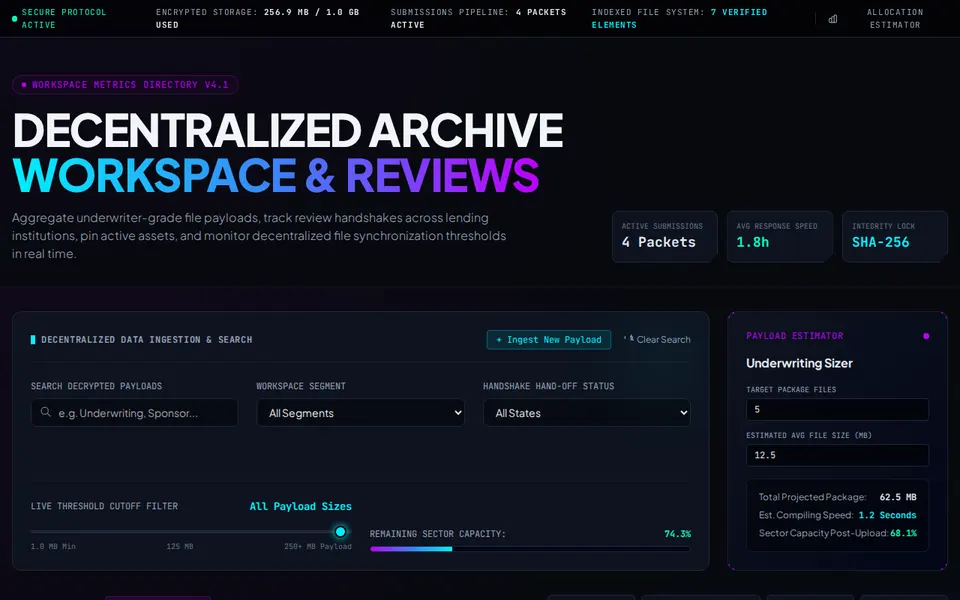 SECURE PROTOCOL
ACTIVE
ENCRYPTED STORAGE: 256.9 MB / 1.0 GB
USED
SUBMISSIONS PIPELINE: 4 PACKETS
ACTIVE
INDEXED FILE SYSTEM: 7 VERIFIED
ELEMENTS
ALLOCATION
ESTIMATOR
WORKSPACE METRICS DIRECTORY V4.1
DECENTRALIZED ARCHIVE
WORKSPACE & REVIEWS
Aggregate underwriter-grade file payloads, track review handshakes across lending
institutions, pin active assets, and monitor decentralized file synchronization thresholds
in real time.
ACTIVE SUBMISSIONS
4 Packets
AVG RESPONSE SPEED
1.8h
INTEGRITY LOCK
SHA-256
DECENTRALIZED DATA INGESTION & SEARCH
+ Ingest New Payload
Clear Search
SEARCH DECRYPTED PAYLOADS
e.g. Underwriting, Sponsor...
WORKSPACE SEGMENT
All Segments
HANDSHAKE HAND-OFF STATUS
All States
LIVE THRESHOLD CUTOFF FILTER
All Payload Sizes
1.0 MB Min
125 MB
250+ MB Payload
REMAINING SECTOR CAPACITY:
74.3%
PAYLOAD ESTIMATOR
Underwriting Sizer
TARGET PACKAGE FILES
5
ESTIMATED AVG FILE SIZE (MB)
12.5
Total Projected Package: 62.5 MB
Est. Compiling Speed: 1.2 Seconds
Sector Capacity Post-Upload: 68.1%